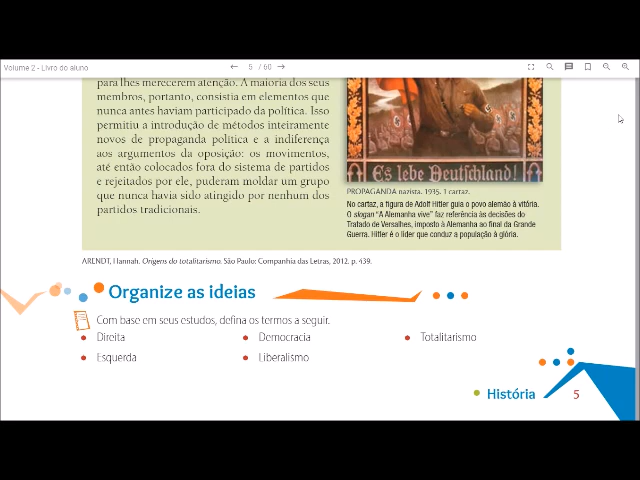 Volume 2 - Livro do aluno
5 / 60
para lhes merecerem atenção. A maioria dos seus
membros, portanto, consistia em elementos que
nunca antes haviam participado da política. Isso
permitiu a introdução de métodos inteiramente
novos de propaganda política e a indiferença
aos argumentos da oposição: os movimentos,
até então colocados fora do sistema de partidos
e rejeitados por ele, puderam moldar um grupo
que nunca havia sido atingido por nenhum dos
partidos tradicionais.
Es lebe Deutschland!
PROPAGANDA nazista. 1935. 1 cartaz.
No cartaz, a figura de Adolf Hitler guia o povo alemão à vitória.
O slogan "A Alemanha vive" faz referência às decisões do
Tratado de Versalhes, imposto à Alemanha ao final da Grande
Guerra. Hitler é o líder que conduz a população à glória.
ARENDT, Hannah. Origens do totalitarismo. São Paulo: Companhia das Letras, 2012. p. 439.
Organize as ideias
Com base em seus estudos, defina os termos a seguir.
Direita
Democracia
Totalitarismo
Esquerda
Liberalismo
História 5